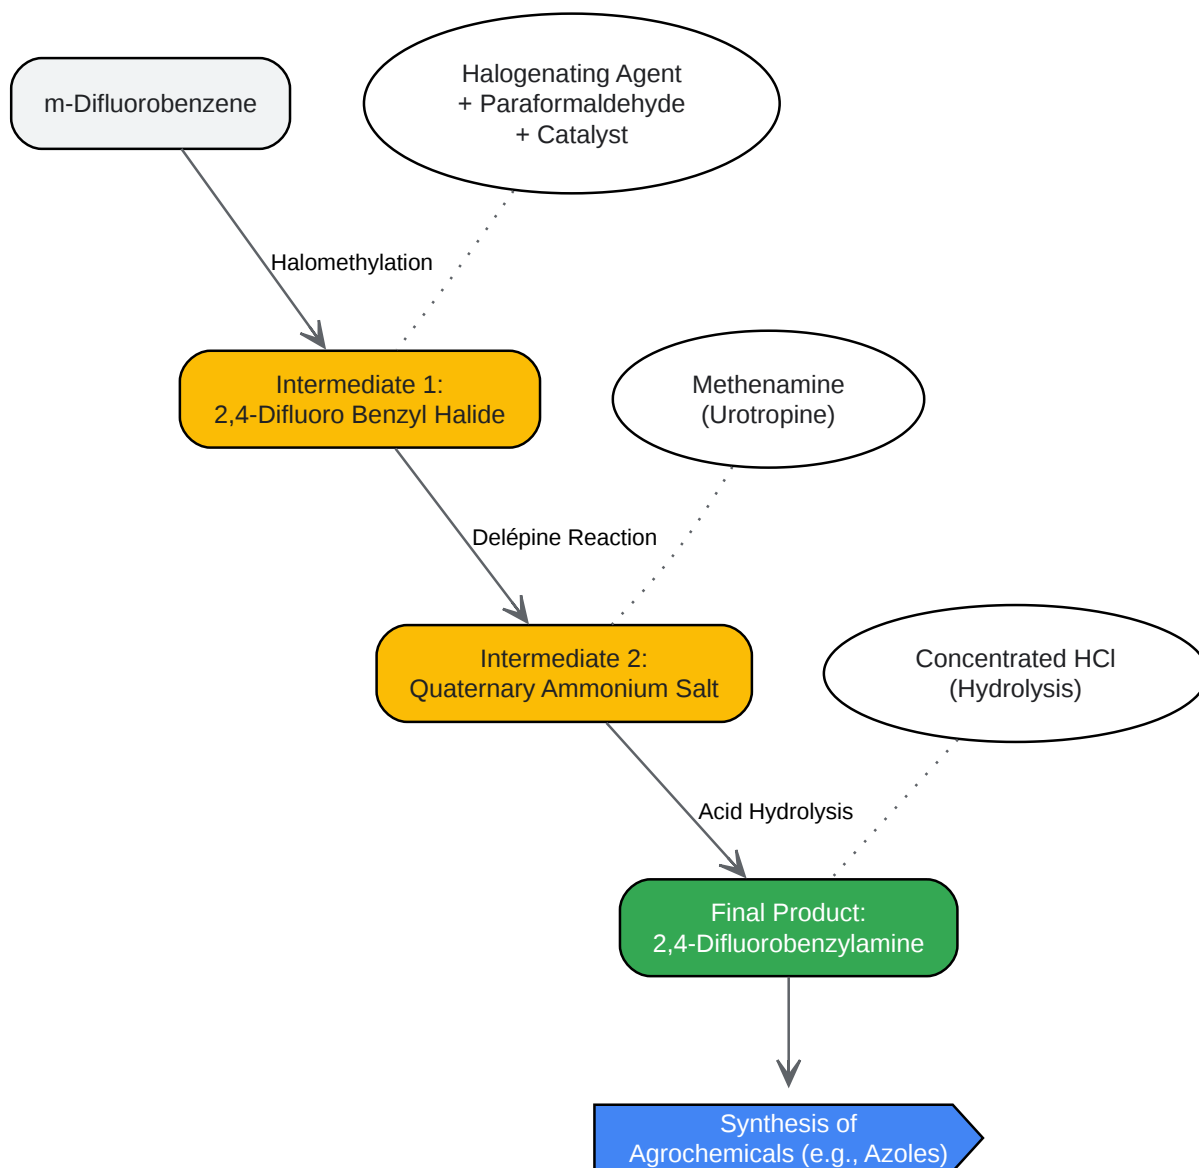 m-Difluorobenzene
Halogenating Agent
+ Paraformaldehyde
+ Catalyst
Halomethylation
Intermediate 1:
2,4-Difluoro Benzyl Halide
Methenamine
(Urotropine)
Delépine Reaction
Intermediate 2:
Quaternary Ammonium Salt
Concentrated HCl
(Hydrolysis)
Acid Hydrolysis
Final Product:
2,4-Difluorobenzylamine
Synthesis of
Agrochemicals (e.g., Azoles)